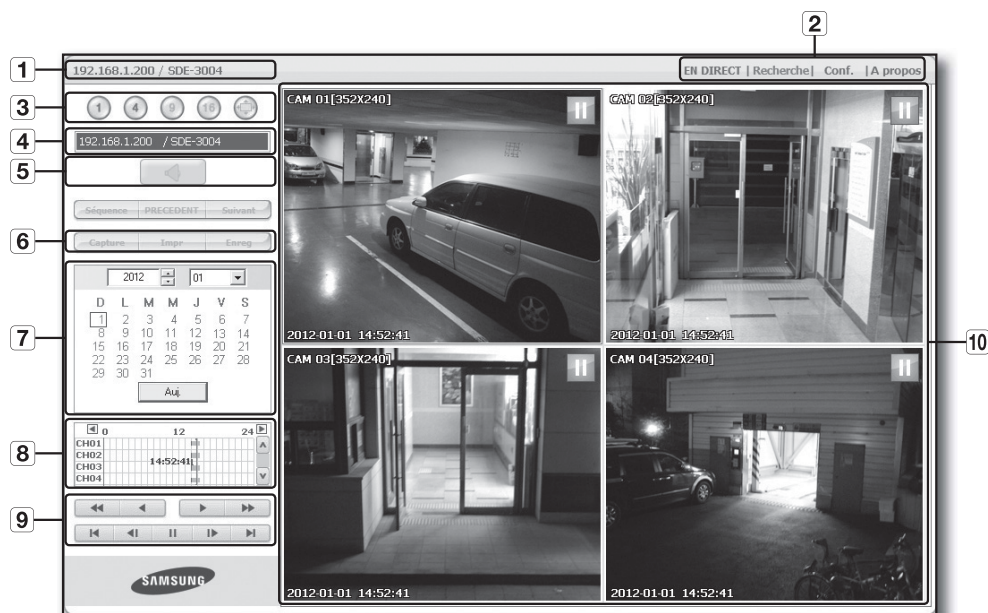 2
1
192.168.1.200 / SDE-3004
EN DIRECT | Recherche| Conf. |A propos
3
1 4 9 16
4
192.168.1.200 / SDE-3004
5
Séquence PRECEDENT Suivant
6
Capture Impr Enreg
7
2012 01
D L M M J V S
1 2 3 4 5 6 7
8 9 10 11 12 13 14
15 16 17 18 19 20 21
22 23 24 25 26 27 28
29 30 31
Auj.
8
0 12 24
CH01
CH02
CH03
CH04
14:52:41
9
SAMSUNG
CAM 01[352X240]
2012-01-01 14:52:41
CAM 02[352X240]
2012-01-01 14:52:41
CAM 03[352X240]
2012-01-01 14:52:41
CAM 04[352X240]
2012-01-01 14:52:41
10